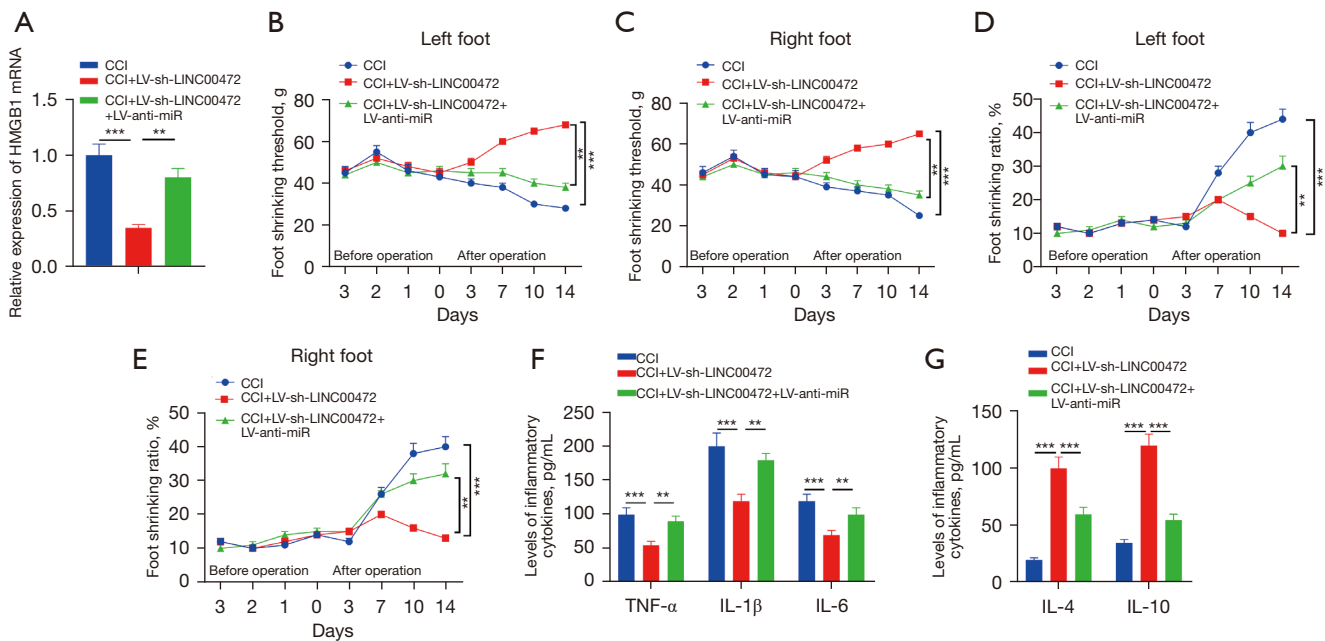 A
Relative expression of HMGB1 mRNA
CCI
CCI+LV-sh-LINC00472
CCI+LV-sh-LINC00472
+LV-anti-miR
1.5
1.0
0.5
0.0
*** **
B
Left foot
CCI
CCI+LV-sh-LINC00472
CCI+LV-sh-LINC00472+
LV-anti-miR
Foot shrinking threshold, g
80
60
40
20
0
**
***
Before operation After operation
3 2 1 0 3 7 10 14
Days
C
Right foot
CCI
CCI+LV-sh-LINC00472
CCI+LV-sh-LINC00472+
LV-anti-miR
Foot shrinking threshold, g
80
60
40
20
0
**
***
Before operation After operation
3 2 1 0 3 7 10 14
Days
D
Left foot
CCI
CCI+LV-sh-LINC00472
CCI+LV-sh-LINC00472+
LV-anti-miR
Foot shrinking ratio, %
50
40
30
20
10
0
**
***
Before operation After operation
3 2 1 0 3 7 10 14
Days
E
Right foot
CCI
CCI+LV-sh-LINC00472
CCI+LV-sh-LINC00472+
LV-anti-miR
Foot shrinking ratio, %
50
40
30
20
10
0
**
***
Before operation After operation
3 2 1 0 3 7 10 14
Days
F
CCI
CCI+LV-sh-LINC00472
CCI+LV-sh-LINC00472+LV-anti-miR
Levels of inflammatory
cytokines, pg/mL
250
200
150
100
50
0
*** ** *** ** *** **
TNF-α IL-1β IL-6
G
CCI
CCI+LV-sh-LINC00472
CCI+LV-sh-LINC00472+
LV-anti-miR
Levels of inflammatory
cytokines, pg/mL
150
100
50
0
*** *** *** ***
IL-4 IL-10